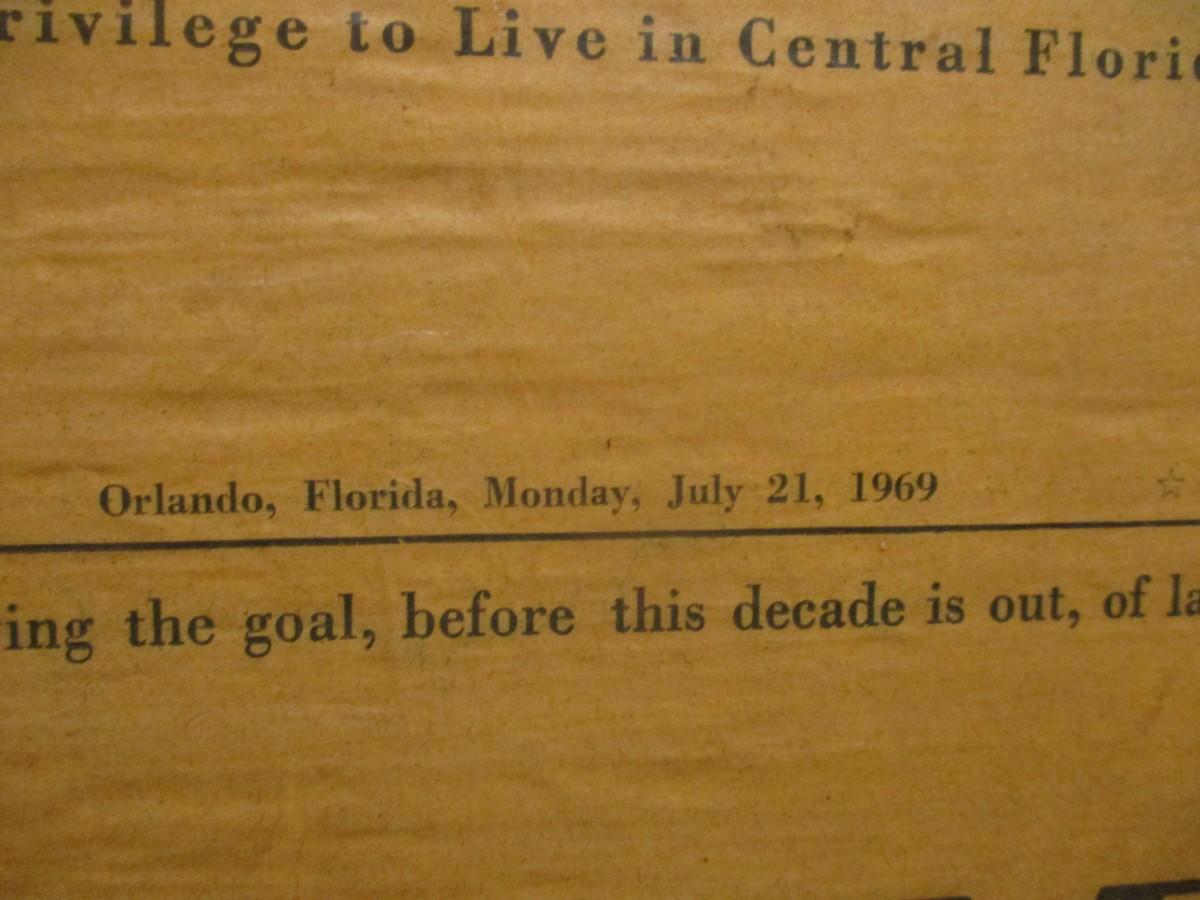 rivilege to Live in Central Flori
Orlando, Florida, Monday, July 21, 1969 ☆
ing the goal, before this decade is out, of la